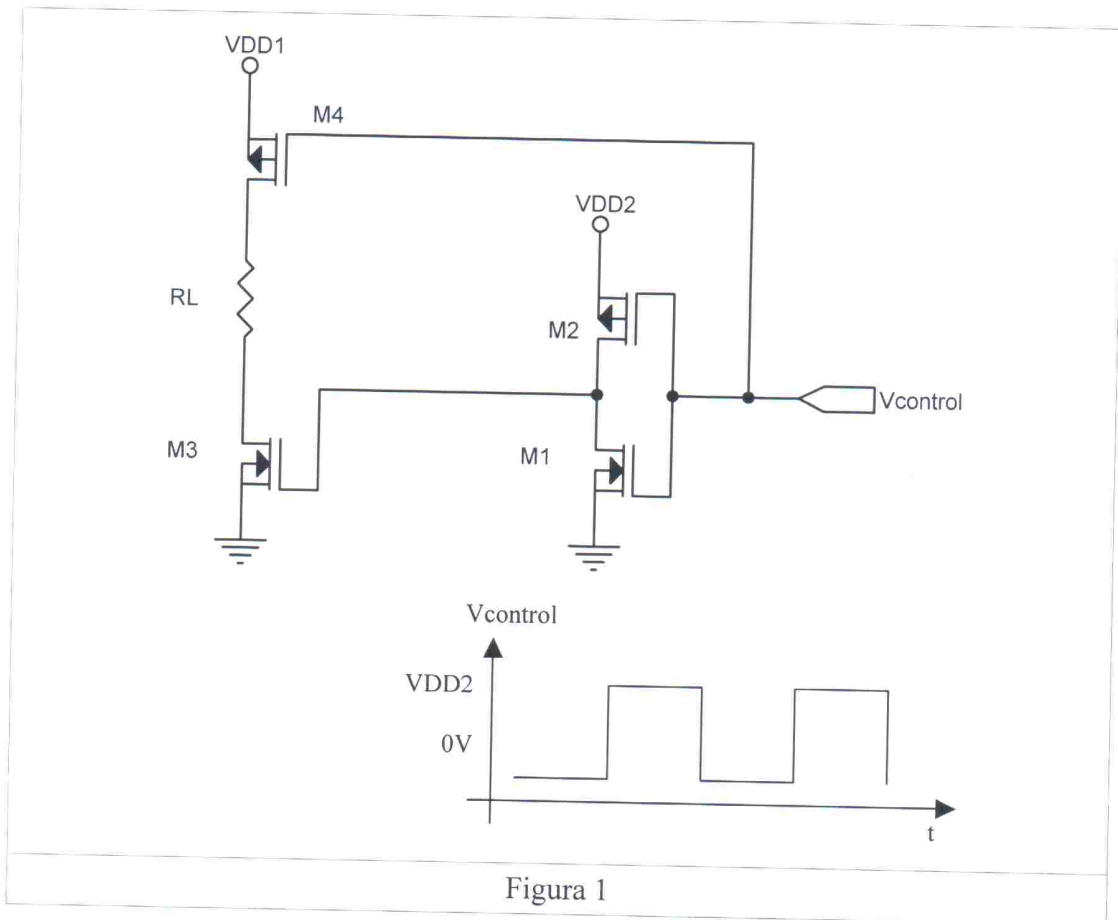 VDD1
M4
VDD2
RL
M2
Vcontrol
M3
M1
Vcontrol
VDD2
0V
t
Figura 1